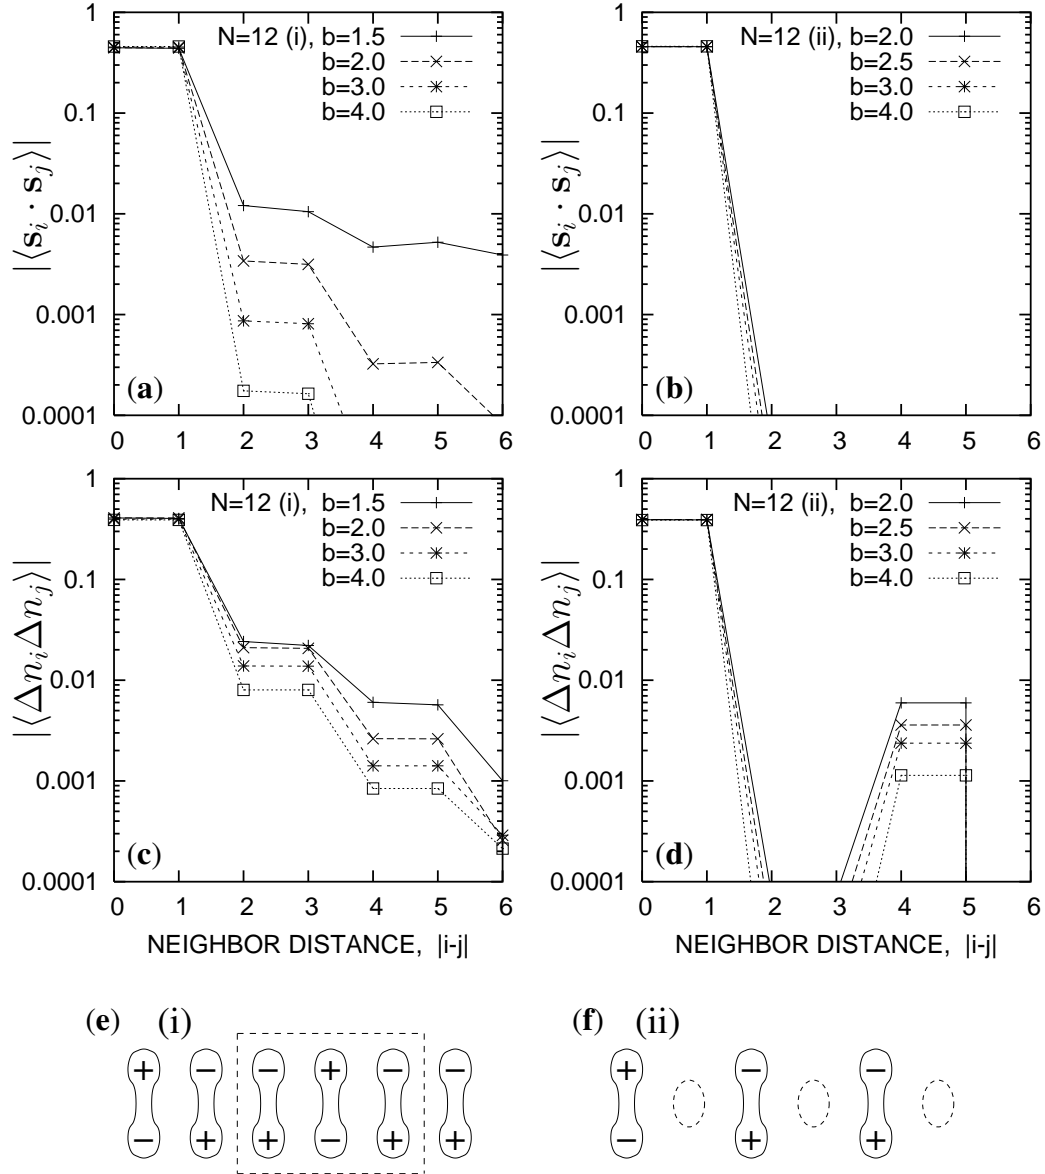 1
0.1
0.01
0.001
0.0001
|⟨s_i · s_j⟩|
N=12 (i), b=1.5
b=2.0
b=3.0
b=4.0
(a)
0 1 2 3 4 5 6
1
0.1
0.01
0.001
0.0001
|⟨s_i · s_j⟩|
N=12 (ii), b=2.0
b=2.5
b=3.0
b=4.0
(b)
0 1 2 3 4 5 6
1
0.1
0.01
0.001
0.0001
|⟨Δn_i Δn_j⟩|
N=12 (i), b=1.5
b=2.0
b=3.0
b=4.0
(c)
0 1 2 3 4 5 6
NEIGHBOR DISTANCE, |i-j|
1
0.1
0.01
0.001
0.0001
|⟨Δn_i Δn_j⟩|
N=12 (ii), b=2.0
b=2.5
b=3.0
b=4.0
(d)
0 1 2 3 4 5 6
NEIGHBOR DISTANCE, |i-j|
(e) (i)
+ − − + − −
− + + − + +
(f) (ii)
+ − −
− + +